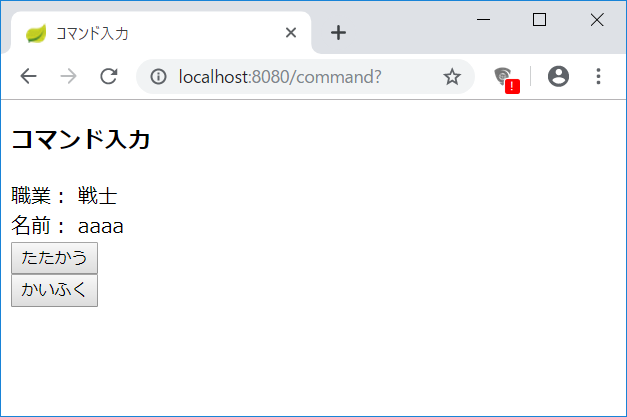 コマンド入力
localhost:8080/command?
コマンド入力
職業： 戦士
名前： aaaa
たたかう
かいふく